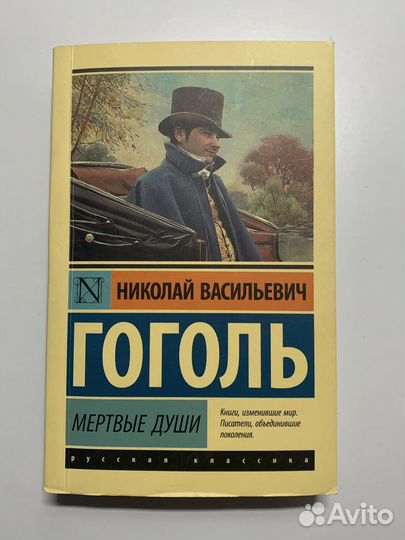 N
НИКОЛАЙ ВАСИЛЬЕВИЧ
ГОГОЛЬ
МЕРТВЫЕ ДУШИ
Книги, изменившие мир.
Писатели, объединившие
поколения.
русская классика
Avito